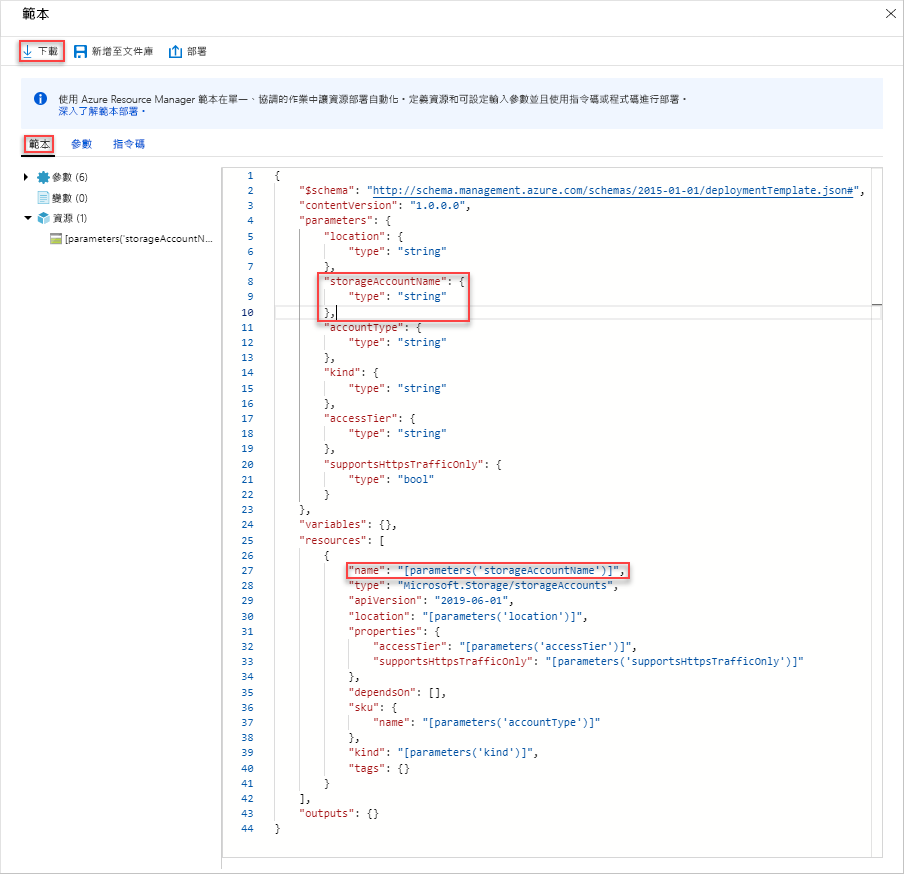 範本
下載 新增至文件庫 部署
使用 Azure Resource Manager 範本在單一、協調的作業中讓資源部署自動化。定義資源和可設定輸入參數並且使用指令碼或程式碼進行部署。
深入了解範本部署。
範本 參數 指令碼
參數 (6)
變數 (0)
資源 (1)
[parameters('storageAccountN...
1 {
2 "$schema": "http://schema.management.azure.com/schemas/2015-01-01/deploymentTemplate.json#",
3 "contentVersion": "1.0.0.0",
4 "parameters": {
5 "location": {
6 "type": "string"
7 },
8 "storageAccountName": {
9 "type": "string"
10 },
11 "accountType": {
12 "type": "string"
13 },
14 "kind": {
15 "type": "string"
16 },
17 "accessTier": {
18 "type": "string"
19 },
20 "supportsHttpsTrafficOnly": {
21 "type": "bool"
22 }
23 },
24 "variables": {},
25 "resources": [
26 {
27 "name": "[parameters('storageAccountName')]",
28 "type": "Microsoft.Storage/storageAccounts",
29 "apiVersion": "2019-06-01",
30 "location": "[parameters('location')]",
31 "properties": {
32 "accessTier": "[parameters('accessTier')]",
33 "supportsHttpsTrafficOnly": "[parameters('supportsHttpsTrafficOnly')]"
34 },
35 "dependsOn": [],
36 "sku": {
37 "name": "[parameters('accountType')]"
38 },
39 "kind": "[parameters('kind')]",
40 "tags": {}
41 }
42 ],
43 "outputs": {}
44 }